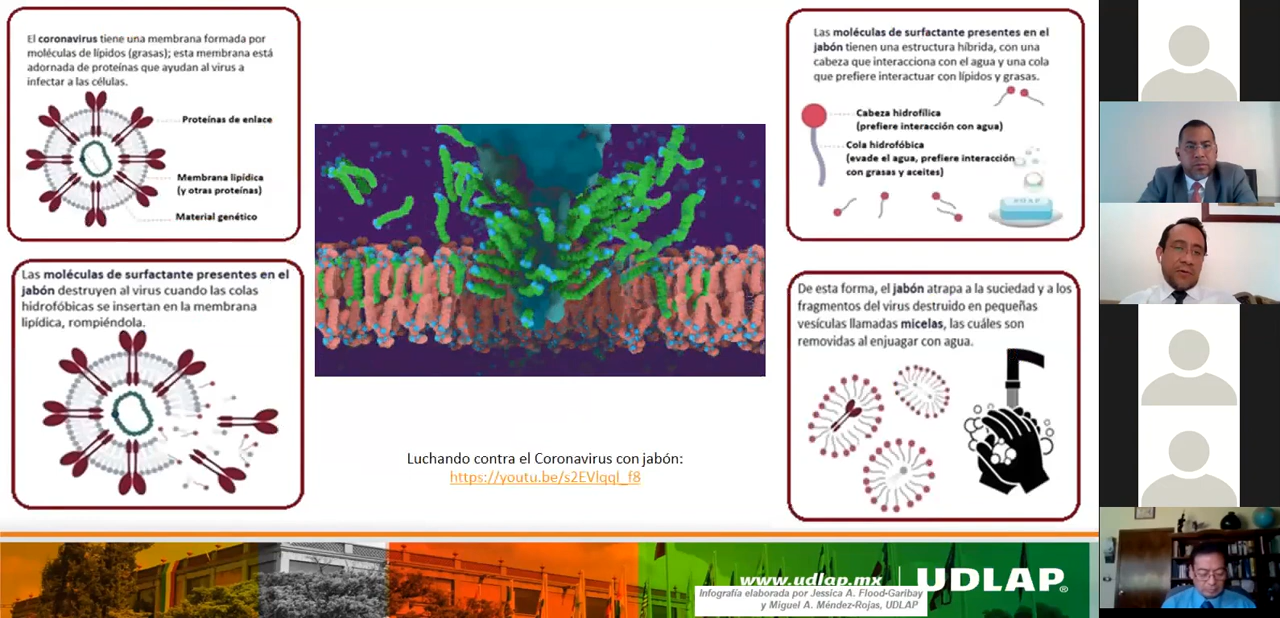 El coronavirus tiene una membrana formada por
moléculas de lípidos (grasas); esta membrana está
adornada de proteínas que ayudan al virus a
infectar a las células.
Proteínas de enlace
Membrana lipídica
(y otras proteínas)
Material genético
Las moléculas de surfactante presentes en el
jabón tienen una estructura híbrida, con una
cabeza que interacciona con el agua y una cola
que prefiere interactuar con lípidos y grasas.
Cabeza hidrofílica
(prefiere interacción con agua)
Cola hidrofóbica
(evade el agua, prefiere interacción
con grasas y aceites)
UDLAP
Las moléculas de surfactante presentes en el
jabón destruyen al virus cuando las colas
hidrofóbicas se insertan en la membrana
lipídica, rompiéndola.
De esta forma, el jabón atrapa a la suciedad y a los
fragmentos del virus destruido en pequeñas
vesículas llamadas micelas, las cuáles son
removidas al enjuagar con agua.
Luchando contra el Coronavirus con jabón:
https://youtu.be/s2EVlqql_f8
www.udlap.mx
UDLAP®
Infografía elaborada por Jessica A. Flood-Garibay
y Miguel A. Méndez-Rojas, UDLAP